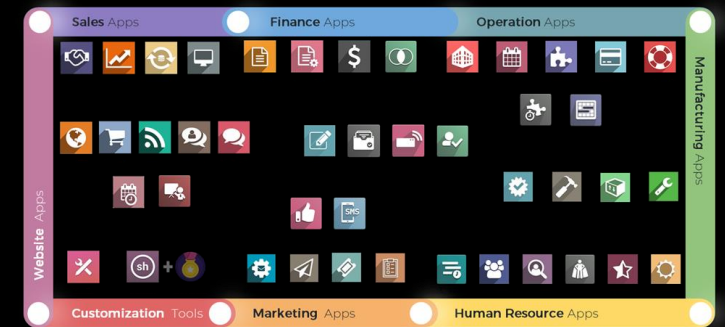 Sales Apps
Finance Apps
Operation Apps
Manufacturing Apps
Website Apps
SMS
sh
Customization Tools
Marketing Apps
Human Resource Apps